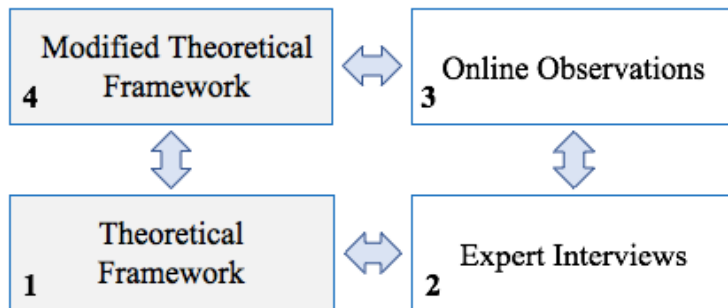 Modified Theoretical
Framework
4
Online Observations
3
Theoretical
Framework
1
Expert Interviews
2